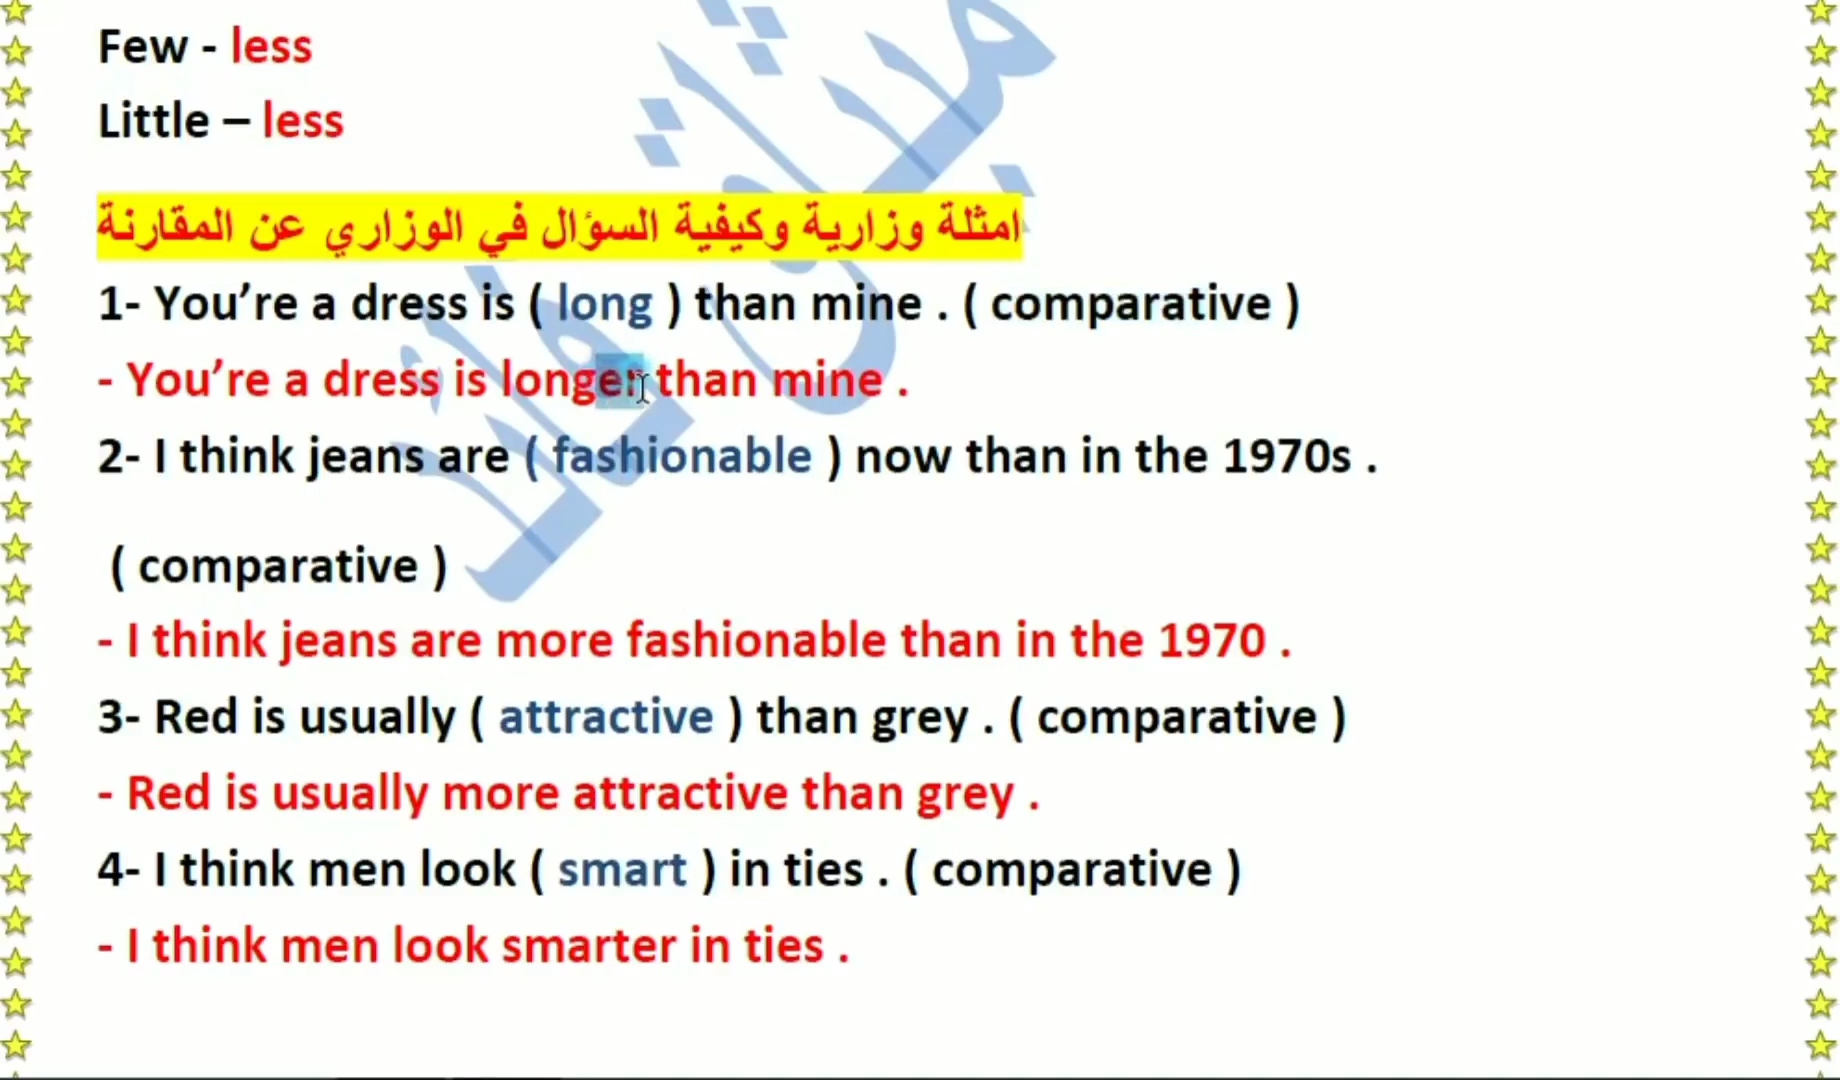 Few - less
Little – less
امثلة وزارية وكيفية السؤال في الوزاري عن المقارنة
1- You’re a dress is ( long ) than mine . ( comparative )
- You’re a dress is longer than mine .
2- I think jeans are ( fashionable ) now than in the 1970s .
( comparative )
- I think jeans are more fashionable than in the 1970 .
3- Red is usually ( attractive ) than grey . ( comparative )
- Red is usually more attractive than grey .
4- I think men look ( smart ) in ties . ( comparative )
- I think men look smarter in ties .